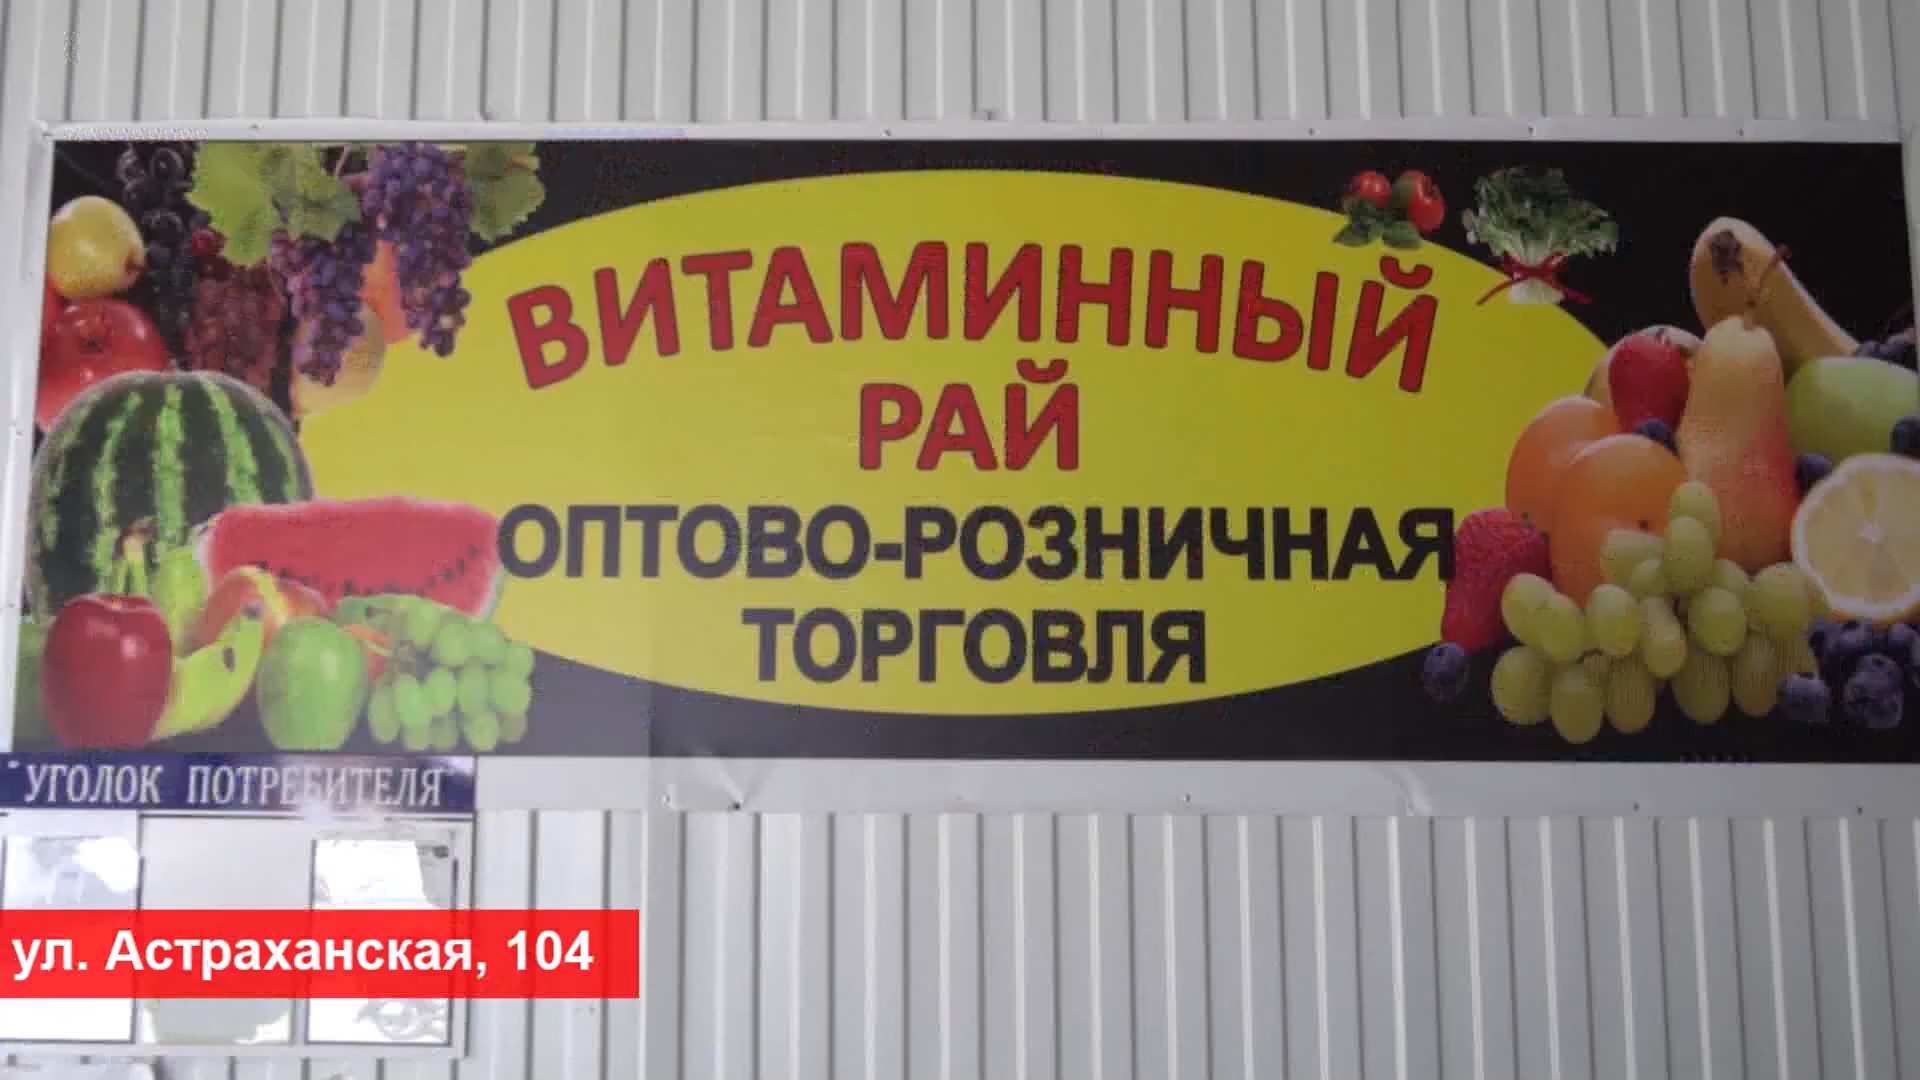 ВИТАМИННЫЙ
РАЙ
ОПТОВО-РОЗНИЧНАЯ
ТОРГОВЛЯ
"УГОЛОК ПОТРЕБИТЕЛЯ"
ул. Астраханская, 104